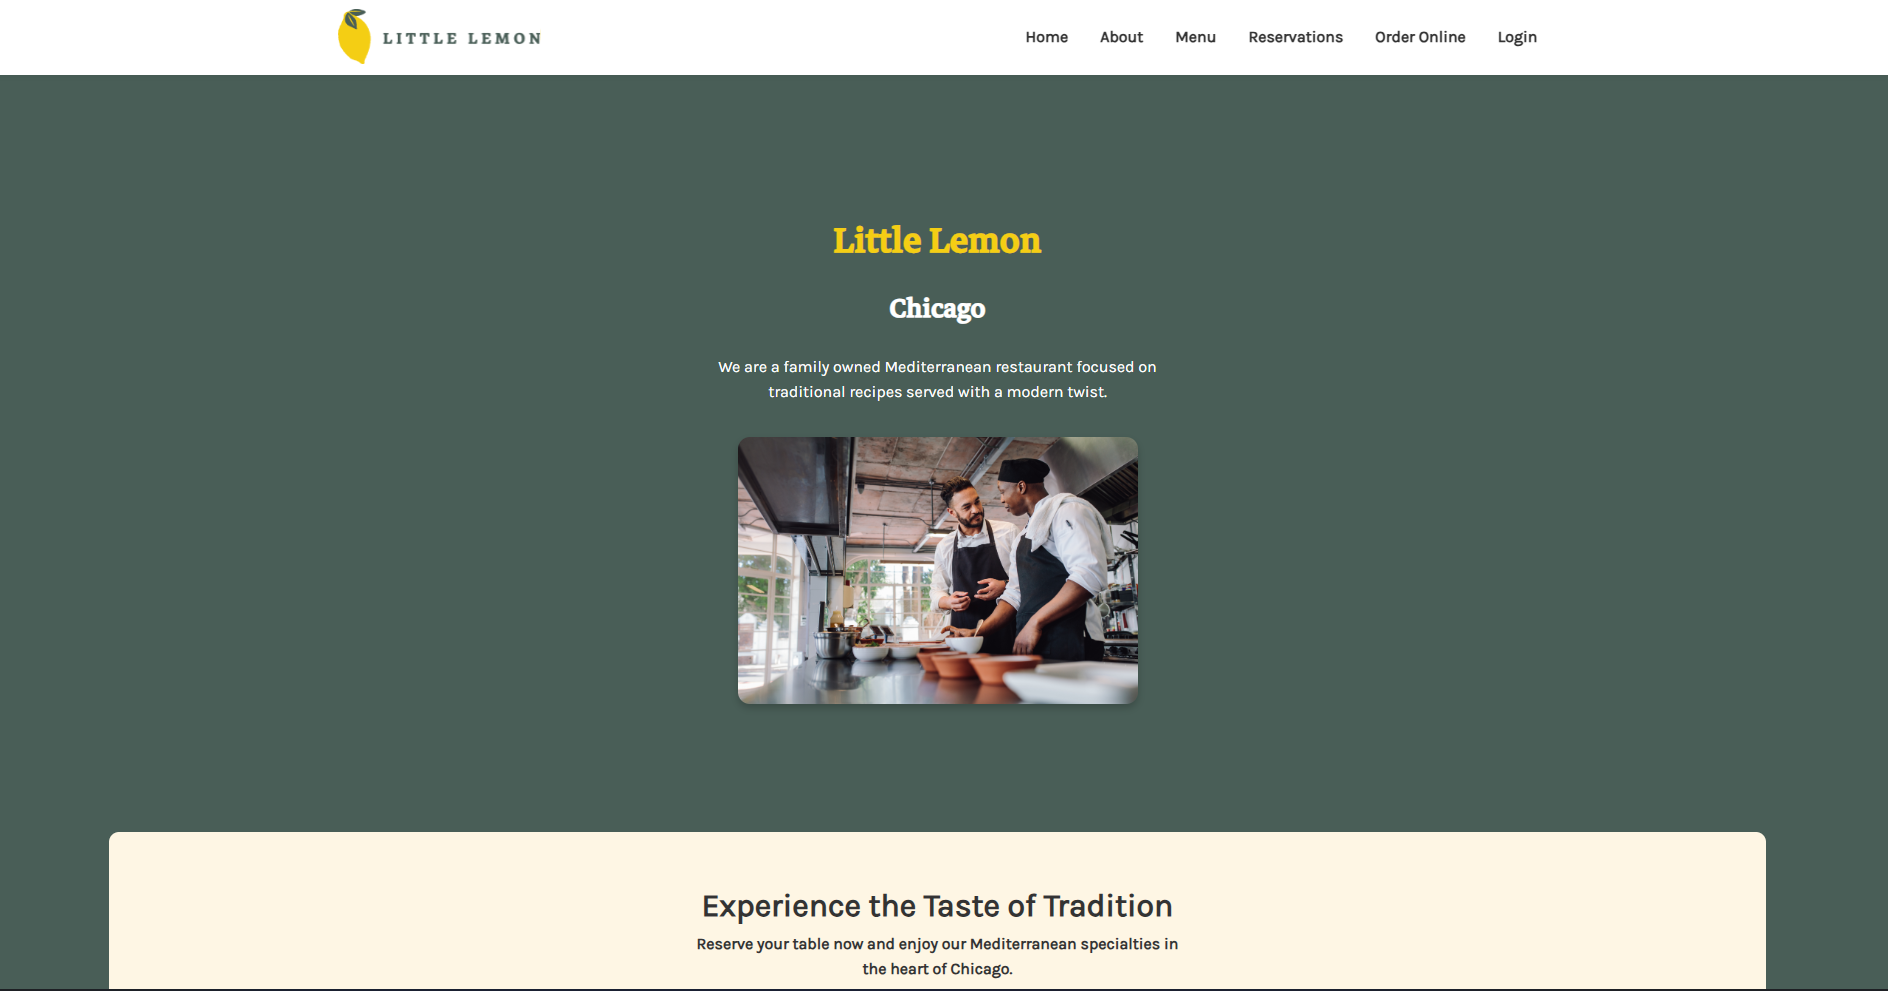 LITTLE LEMON
Home About Menu Reservations Order Online Login
Little Lemon
Chicago
We are a family owned Mediterranean restaurant focused on
traditional recipes served with a modern twist.
Experience the Taste of Tradition
Reserve your table now and enjoy our Mediterranean specialties in
the heart of Chicago.